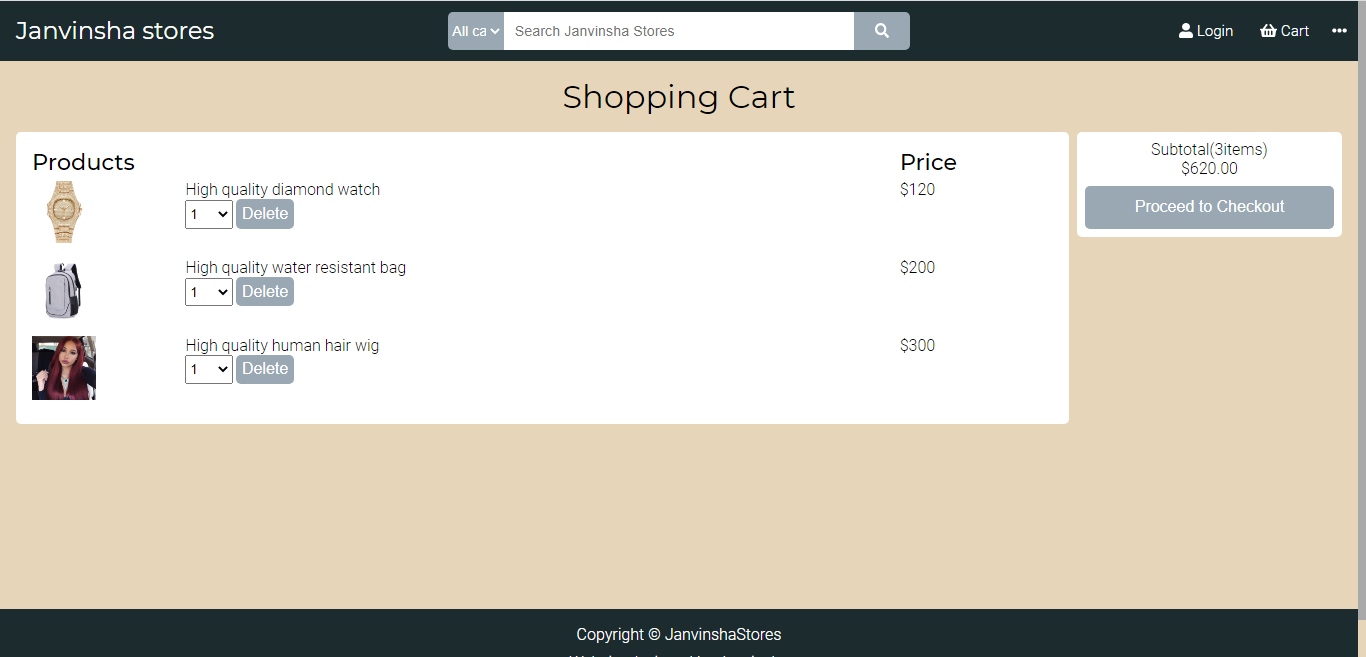 Janvinsha stores
All ca
Search Janvinsha Stores
Login
Cart
Shopping Cart
Products
Price
High quality diamond watch
$120
1
Delete
High quality water resistant bag
$200
1
Delete
High quality human hair wig
$300
1
Delete
Subtotal(3items)
$620.00
Proceed to Checkout
Copyright © JanvinshaStores